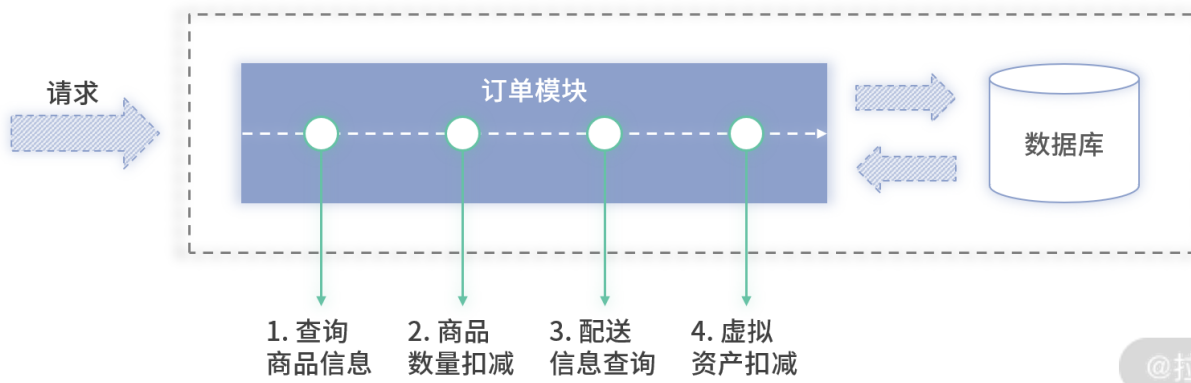 请求
订单模块
数据库
1. 查询
商品信息
2. 商品
数量扣减
3. 配送
信息查询
4. 虚拟
资产扣减
@拉